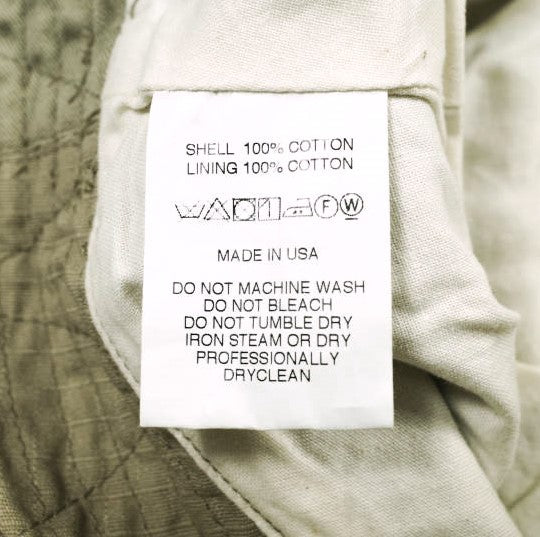 SHELL 100% COTTON
LINING 100% COTTON
F W
MADE IN USA
DO NOT MACHINE WASH
DO NOT BLEACH
DO NOT TUMBLE DRY
IRON STEAM OR DRY
PROFESSIONALLY
DRYCLEAN